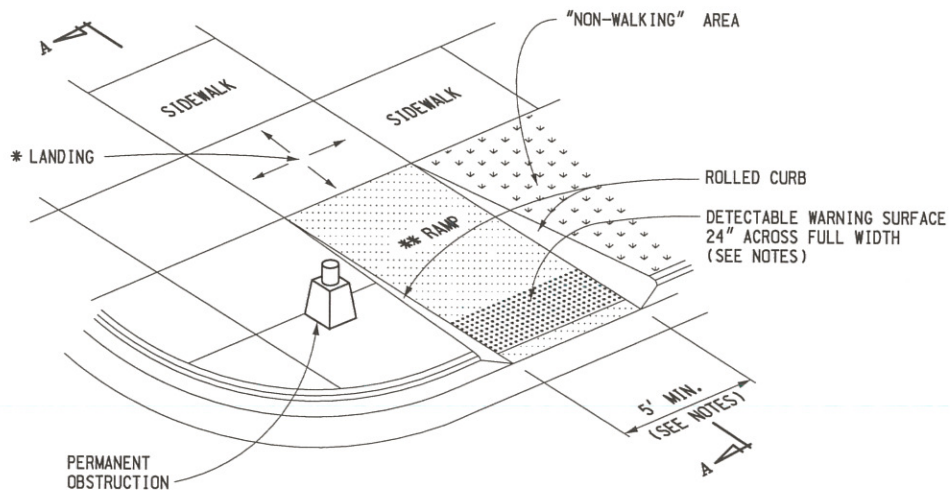 "NON-WALKING" AREA
A
SIDEWALK
SIDEWALK
* LANDING
ROLLED CURB
** RAMP
DETECTABLE WARNING SURFACE
24" ACROSS FULL WIDTH
(SEE NOTES)
5' MIN.
(SEE NOTES)
A
PERMANENT
OBSTRUCTION